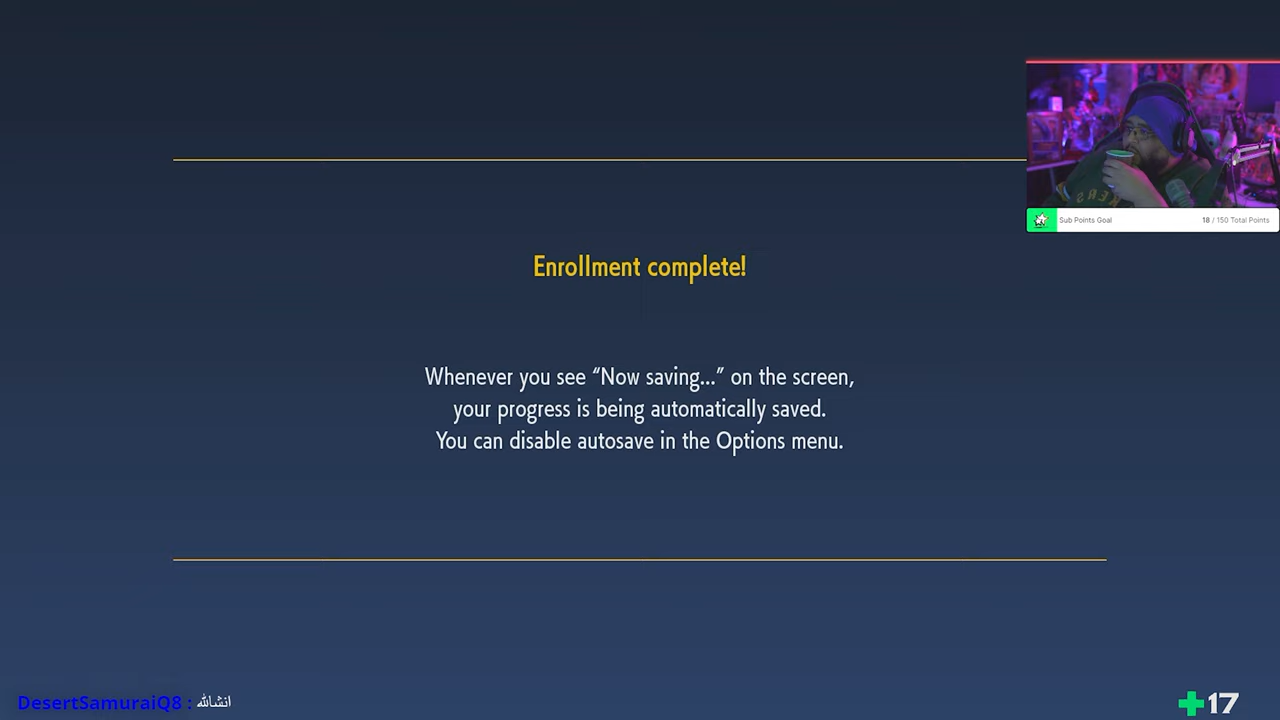 Sub Points Goal 18 / 150 Total Points
Enrollment complete!
Whenever you see “Now saving...” on the screen,
your progress is being automatically saved.
You can disable autosave in the Options menu.
DesertSamuraiQ8 : انشالله
17